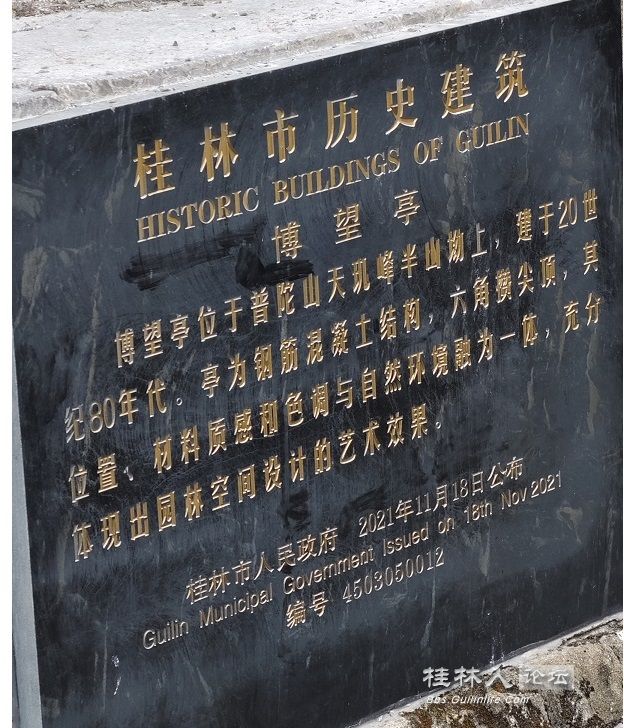 桂林市历史建筑
HISTORIC BUILDINGS OF GUILIN
博望亭
博望亭位于普陀山天玑峰半山坳上，建于20世
纪80年代。亭为钢筋混凝土结构，六角攒尖顶，其
位置、材料质感和色调与自然环境融为一体，充分
体现出园林空间设计的艺术效果。
桂林市人民政府 2021年11月18日公布
Guilin Municipal Government Issued on 18th Nov 2021
编号 4503050012
桂林人论坛
Bbs.Guilinlife.Com